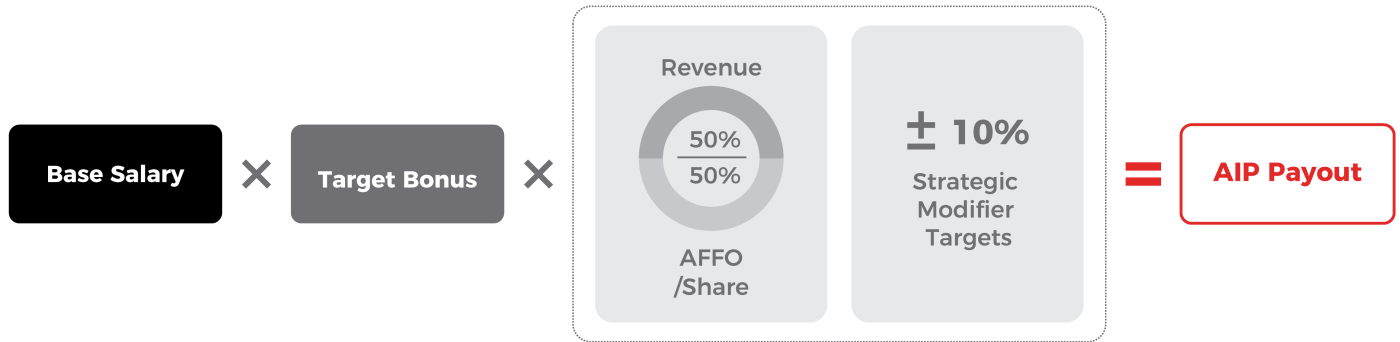 Base Salary
×
Target Bonus
×
Revenue
50%
50%
AFFO
/Share
± 10%
Strategic
Modifier
Targets
=
AIP Payout